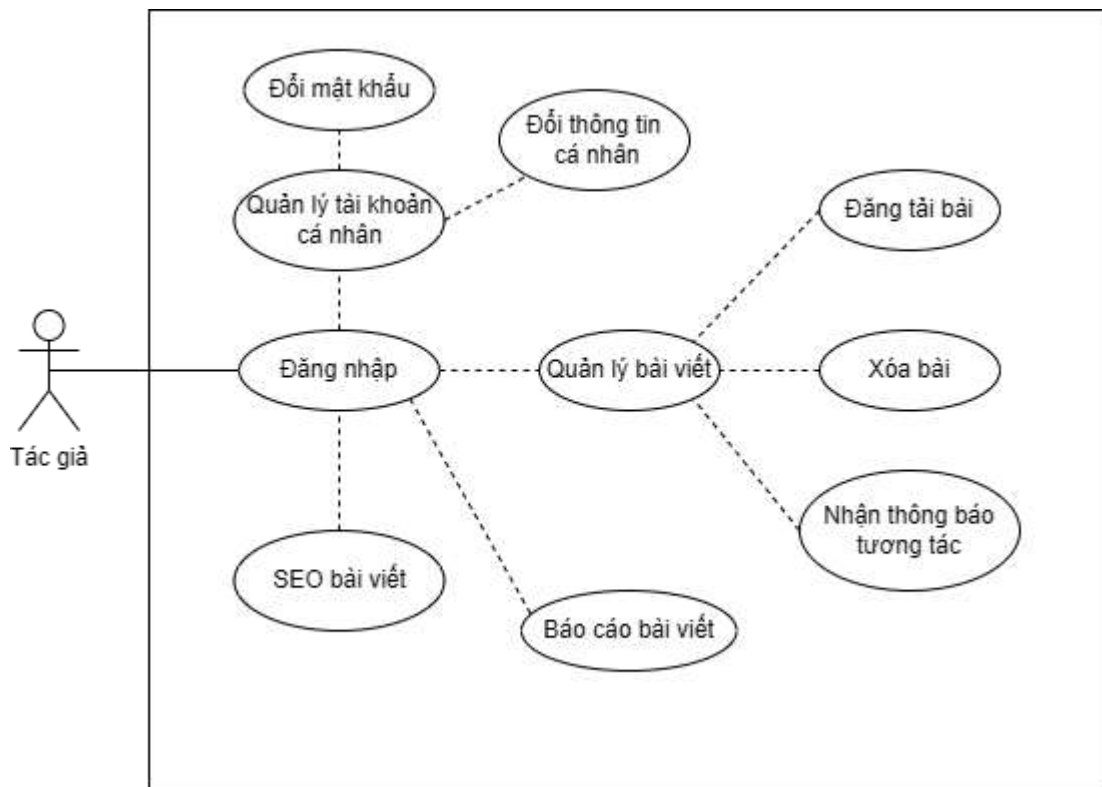 Đổi mật khẩu
Đổi thông tin
cá nhân
Quản lý tài khoản
cá nhân
Đăng tải bài
Đăng nhập
Quản lý bài viết
Xóa bài
Tác giả
Nhận thông báo
tương tác
SEO bài viết
Báo cáo bài viết